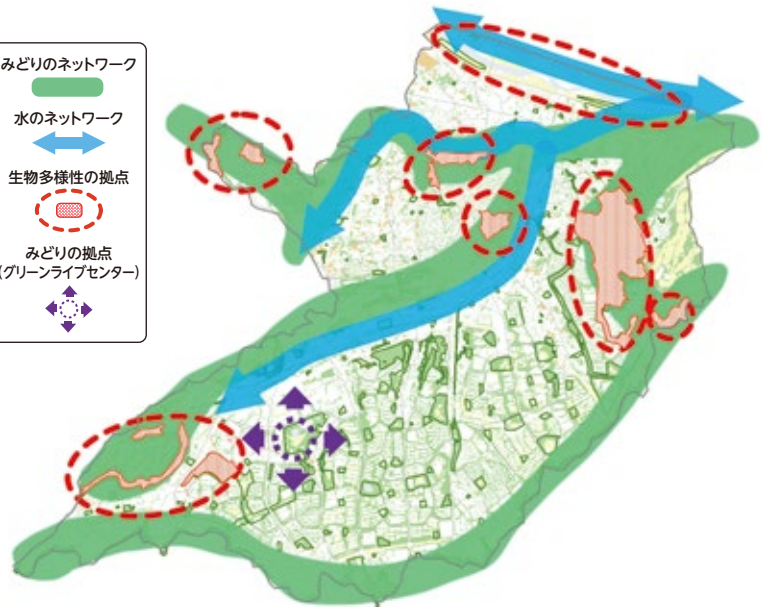 みどりのネットワーク
水のネットワーク
生物多様性の拠点
みどりの拠点
(グリーンライブセンター)